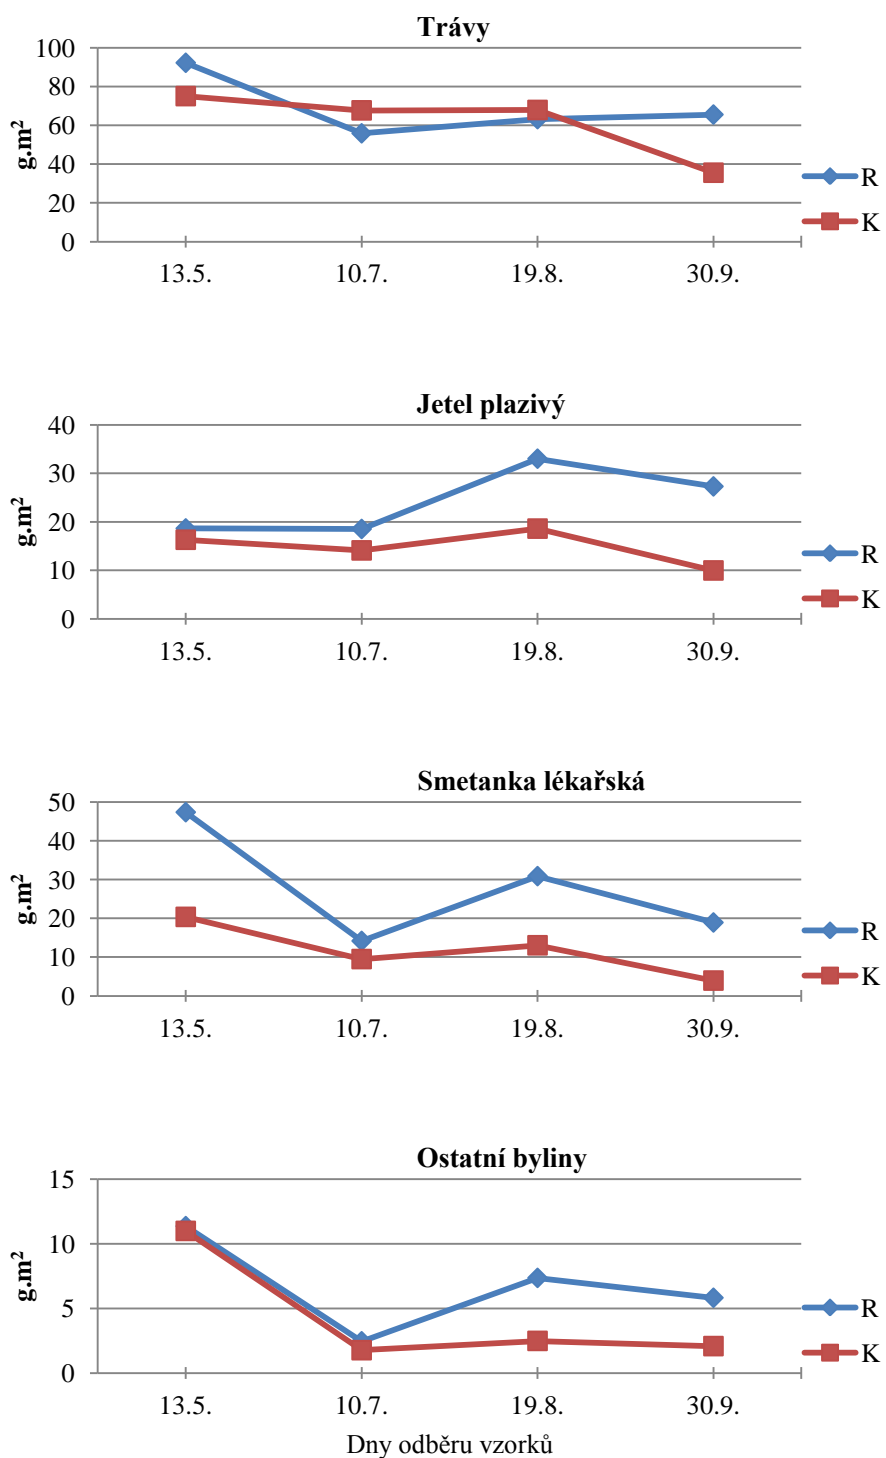 Trávy
100
80
60
40
20
0
g.m²
13.5. 10.7. 19.8. 30.9.
R
K
Jetel plazivý
40
30
20
10
0
g.m²
13.5. 10.7. 19.8. 30.9.
R
K
Smetanka lékařská
50
40
30
20
10
0
g.m²
13.5. 10.7. 19.8. 30.9.
R
K
Ostatní byliny
15
10
5
0
g.m²
13.5. 10.7. 19.8. 30.9.
R
K
Dny odběru vzorků